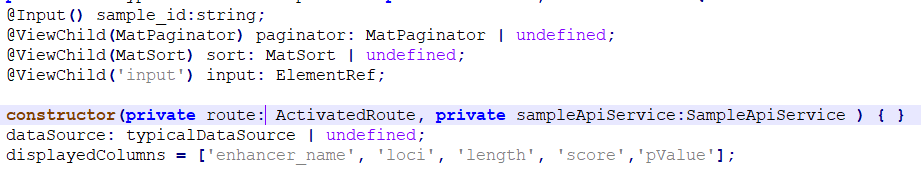 @Input() sample_id:string;
@ViewChild(MatPaginator) paginator: MatPaginator | undefined;
@ViewChild(MatSort) sort: MatSort | undefined;
@ViewChild('input') input: ElementRef;
constructor(private route: ActivatedRoute, private sampleApiService:SampleApiService ) { }
dataSource: typicalDataSource | undefined;
displayedColumns = ['enhancer_name', 'loci', 'length', 'score','pValue'];